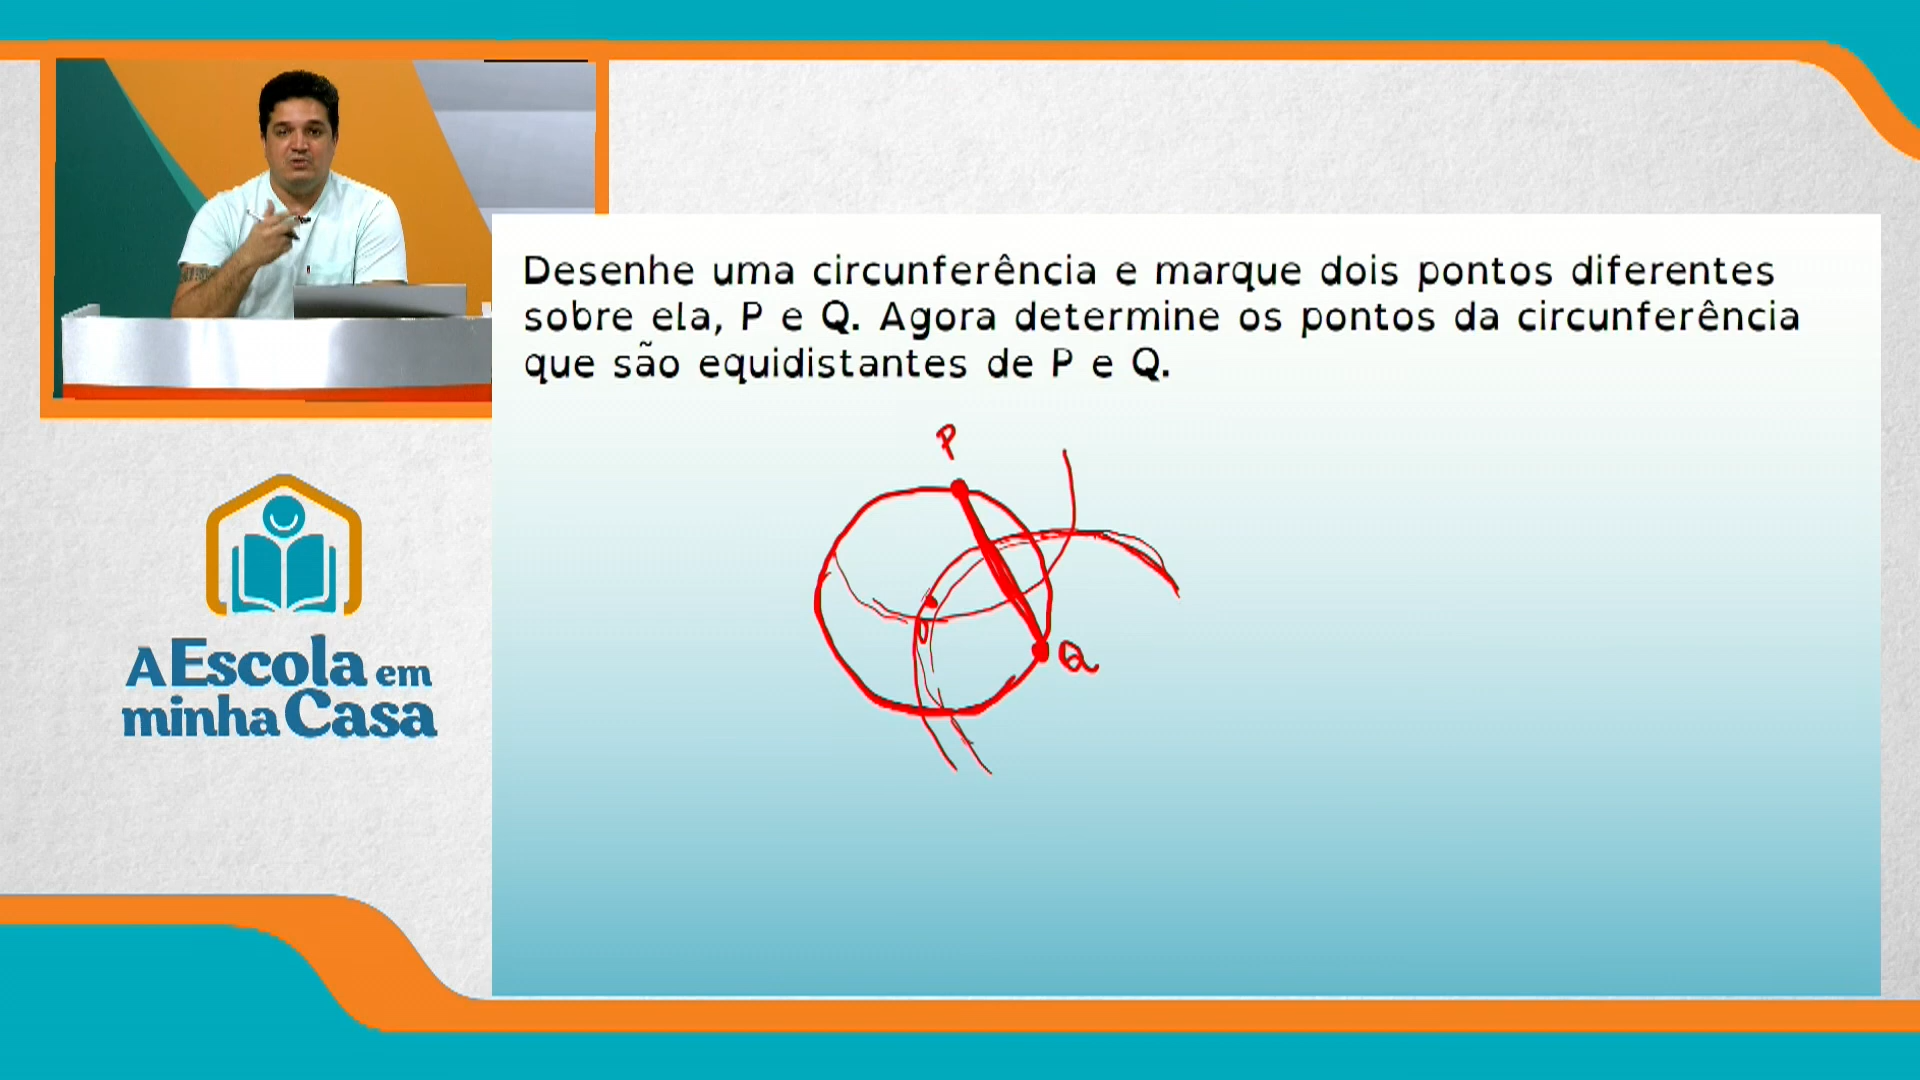 Desenhe uma circunferência e marque dois pontos diferentes
sobre ela, P e Q. Agora determine os pontos da circunferência
que são equidistantes de P e Q.
P
O
Q
A Escola em
minha Casa